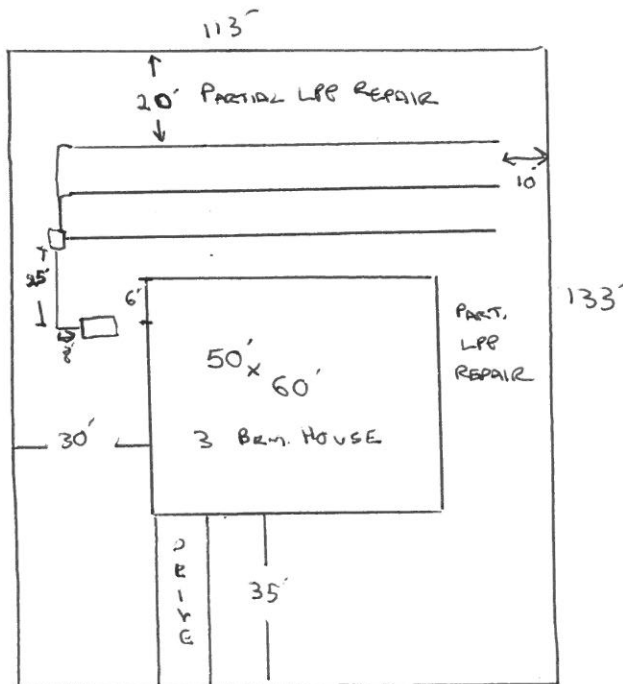 113'
20' PARTIAL LPP REPAIR
10'
25'
6'
8'
133'
PART.
LPP
REPAIR
50' x 60'
30'
3 BRM. HOUSE
DRIVE
35'